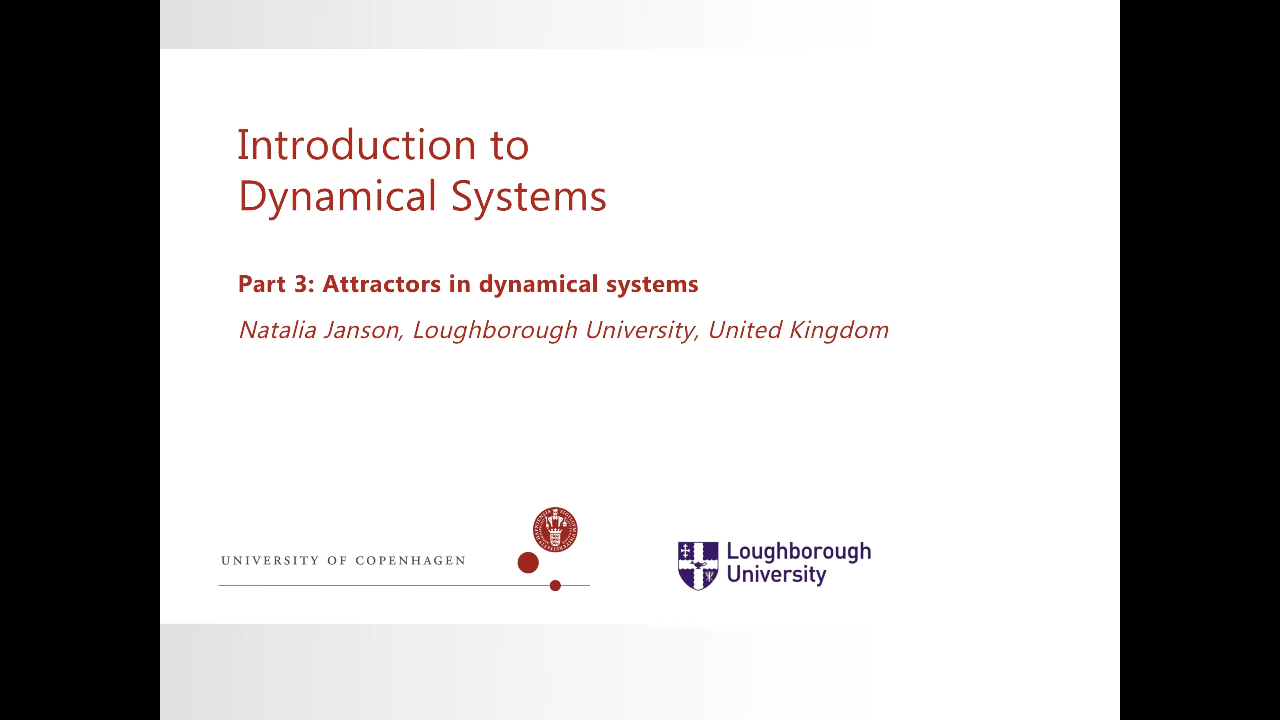 Introduction to
Dynamical Systems
Part 3: Attractors in dynamical systems
Natalia Janson, Loughborough University, United Kingdom
UNIVERSITY OF COPENHAGEN
Loughborough
University